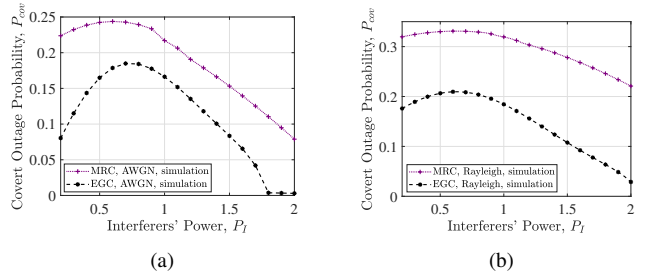 Covert Outage Probability, P_cov
0.25
0.2
0.15
0.1
0.05
0
MRC, AWGN, simulation
EGC, AWGN, simulation
0.5
1
1.5
2
Interferers' Power, P_I
(a)
Covert Outage Probability, P_cov
0.3
0.2
0.1
0
MRC, Rayleigh, simulation
EGC, Rayleigh, simulation
0.5
1
1.5
2
Interferers' Power, P_I
(b)